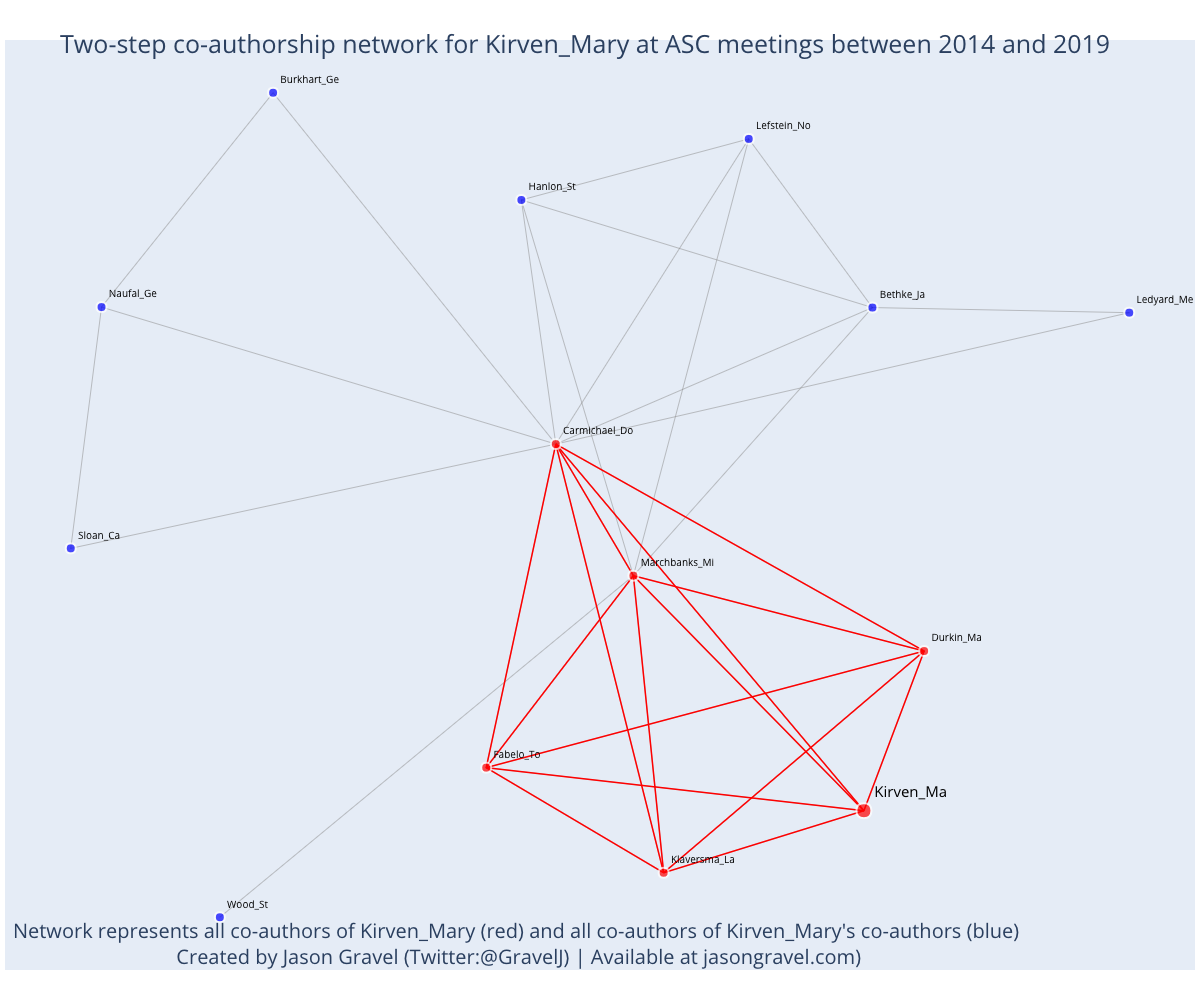 Two-step co-authorship network for Kirven_Mary at ASC meetings between 2014 and 2019
Burkhart_Ge
Lefstein_No
Hanlon_St
Naufal_Ge
Bethke_Ja
Ledyard_Me
Carmichael_Do
Sloan_Ca
Marchbanks_Mi
Durkin_Ma
Fabelo_To
Kirven_Ma
Klaversma_La
Wood_St
Network represents all co-authors of Kirven_Mary (red) and all co-authors of Kirven_Mary's co-authors (blue)
Created by Jason Gravel (Twitter:@GravelJ) | Available at jasongravel.com)